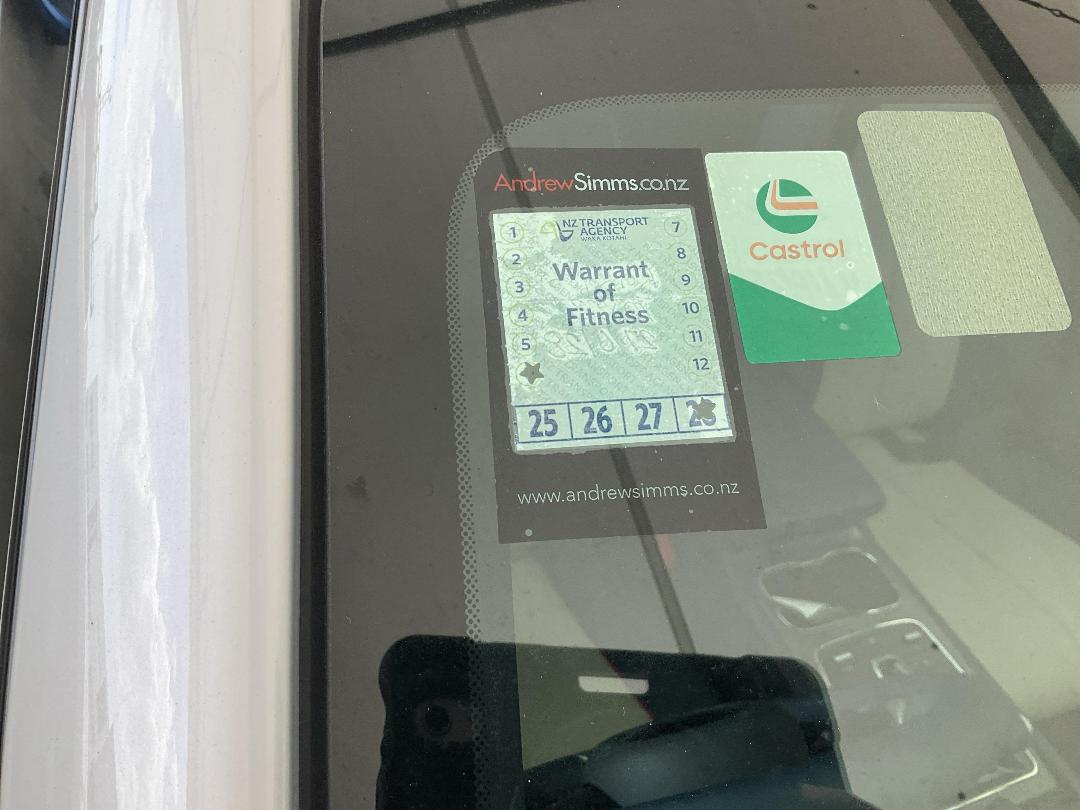 AndrewSimms.co.nz
NZ TRANSPORT
AGENCY
WAKA KOTAHI
1
2
3
4
5
7
8
9
10
11
12
Warrant
of
Fitness
25 26 27
www.andrewsimms.co.nz
Castrol